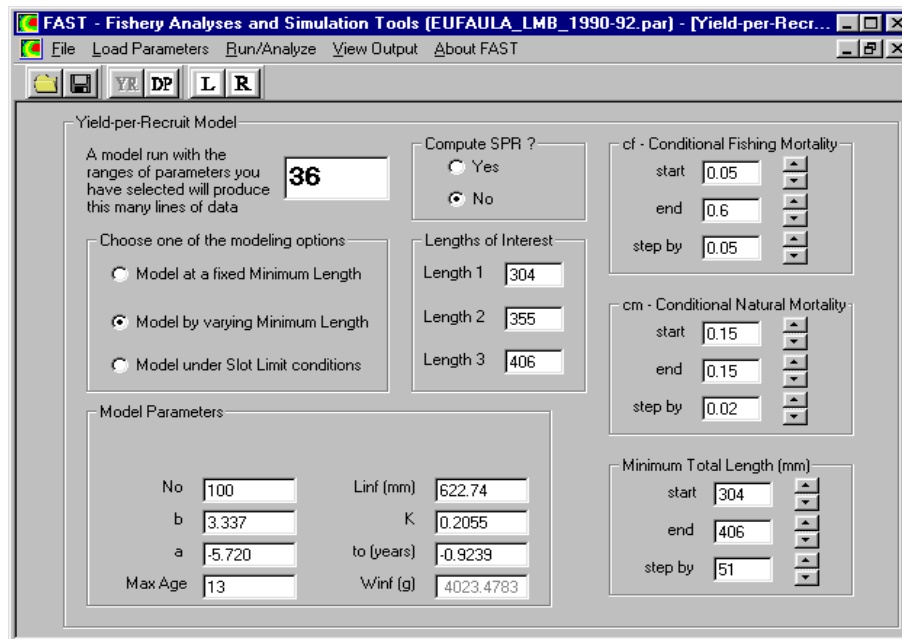 FAST - Fishery Analyses and Simulation Tools (EUFAULA_LMB_1990-92.par) - [Yield-per-Recr...
File Load Parameters Run/Analyze View Output About FAST
YR DP L R
Yield-per-Recruit Model
A model run with the
ranges of parameters you
have selected will produce
this many lines of data
36
Compute SPR ?
Yes
No
cf - Conditional Fishing Mortality
start 0.05
end 0.6
step by 0.05
Choose one of the modeling options
Model at a fixed Minimum Length
Model by varying Minimum Length
Model under Slot Limit conditions
Lengths of Interest
Length 1 304
Length 2 355
Length 3 406
cm - Conditional Natural Mortality
start 0.15
end 0.15
step by 0.02
Model Parameters
No 100 Linf (mm) 622.74
b 3.337 K 0.2055
a -5.720 to (years) -0.9239
Max Age 13 Winf (g) 4023.4783
Minimum Total Length (mm)
start 304
end 406
step by 51